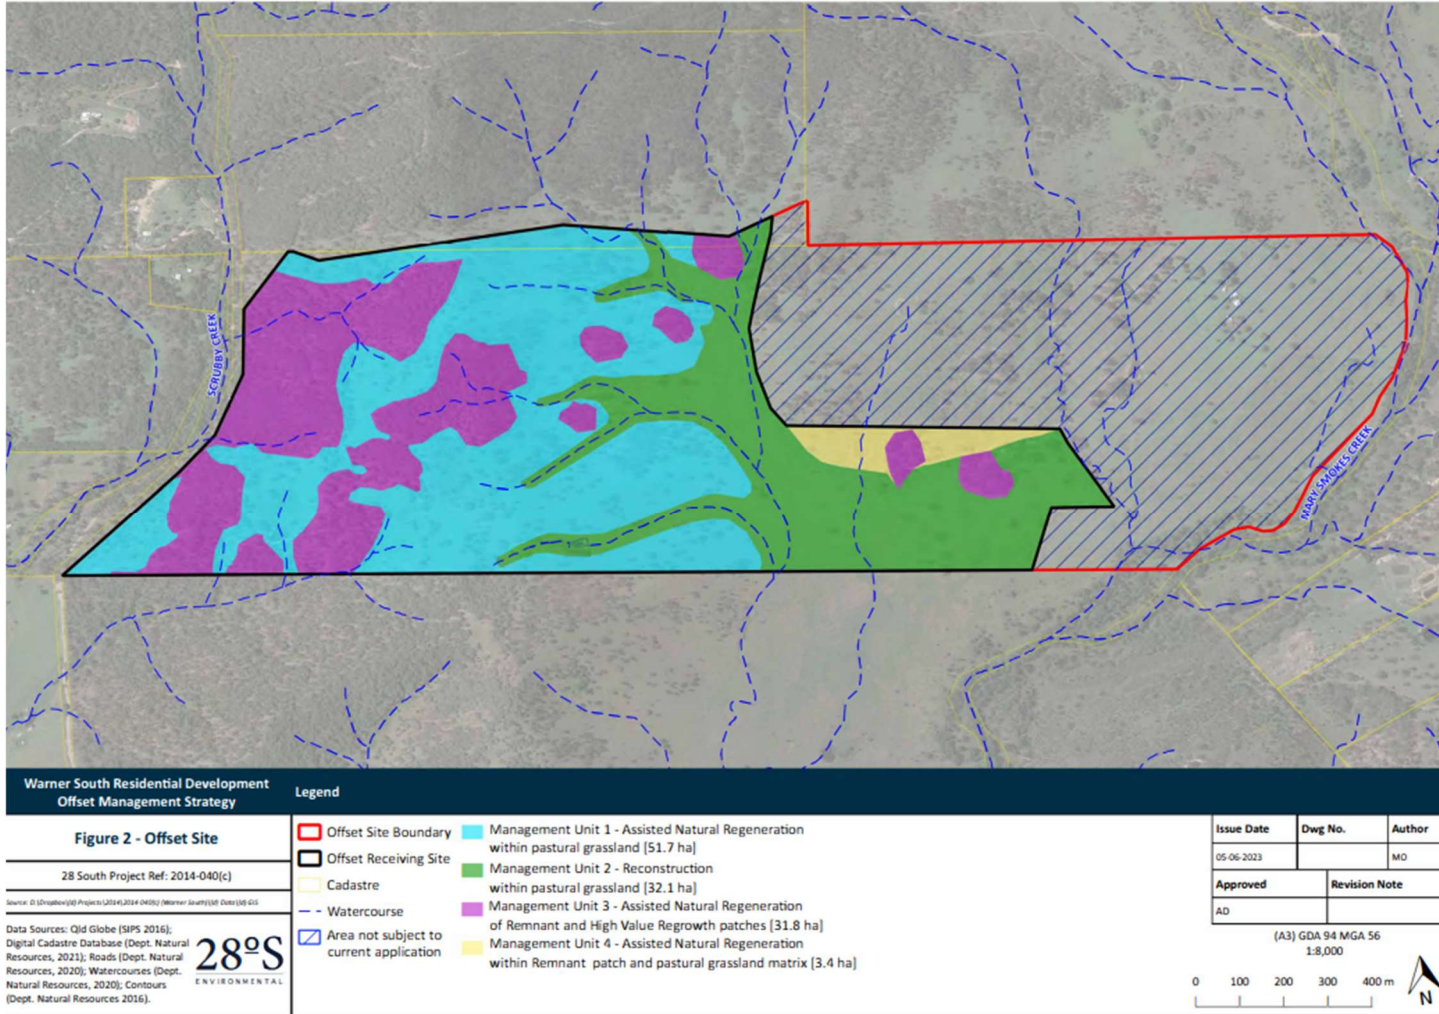 SCRUBBY CREEK
MARY SMOKES CREEK
Warner South Residential Development
Offset Management Strategy
Legend
Figure 2 - Offset Site
28 South Project Ref: 2014-040(c)
Data Sources: Qld Globe (SIPS 2016);
Digital Cadastre Database (Dept. Natural
Resources, 2021); Roads (Dept. Natural
Resources, 2020); Watercourses (Dept.
Natural Resources, 2020); Contours
(Dept. Natural Resources 2016).
28ºS
ENVIRONMENTAL
Offset Site Boundary
Offset Receiving Site
Cadastre
Watercourse
Area not subject to
current application
Management Unit 1 - Assisted Natural Regeneration
within pastural grassland [51.7 ha]
Management Unit 2 - Reconstruction
within pastural grassland [32.1 ha]
Management Unit 3 - Assisted Natural Regeneration
of Remnant and High Value Regrowth patches [31.8 ha]
Management Unit 4 - Assisted Natural Regeneration
within Remnant patch and pastural grassland matrix [3.4 ha]
Issue Date Dwg No. Author
05-06-2023 MO
Approved Revision Note
AD
(A3) GDA 94 MGA 56
1:8,000
0 100 200 300 400 m
N